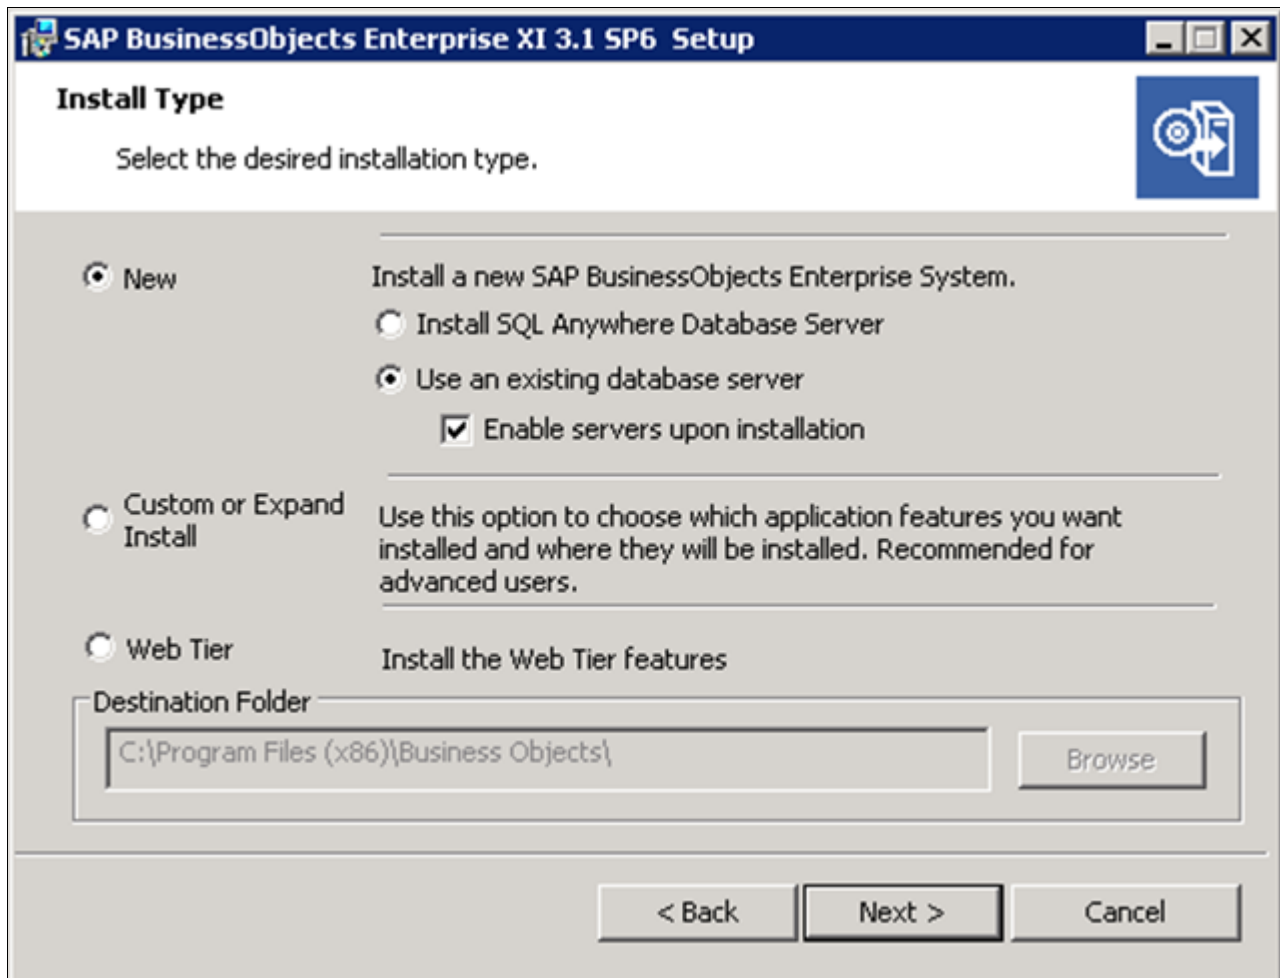 SAP BusinessObjects Enterprise XI 3.1 SP6 Setup
Install Type
Select the desired installation type.
New
Install a new SAP BusinessObjects Enterprise System.
Install SQL Anywhere Database Server
Use an existing database server
Enable servers upon installation
Custom or Expand
Install
Use this option to choose which application features you want
installed and where they will be installed. Recommended for
advanced users.
Web Tier
Install the Web Tier features
Destination Folder
C:\Program Files (x86)\Business Objects\
Browse
< Back
Next >
Cancel